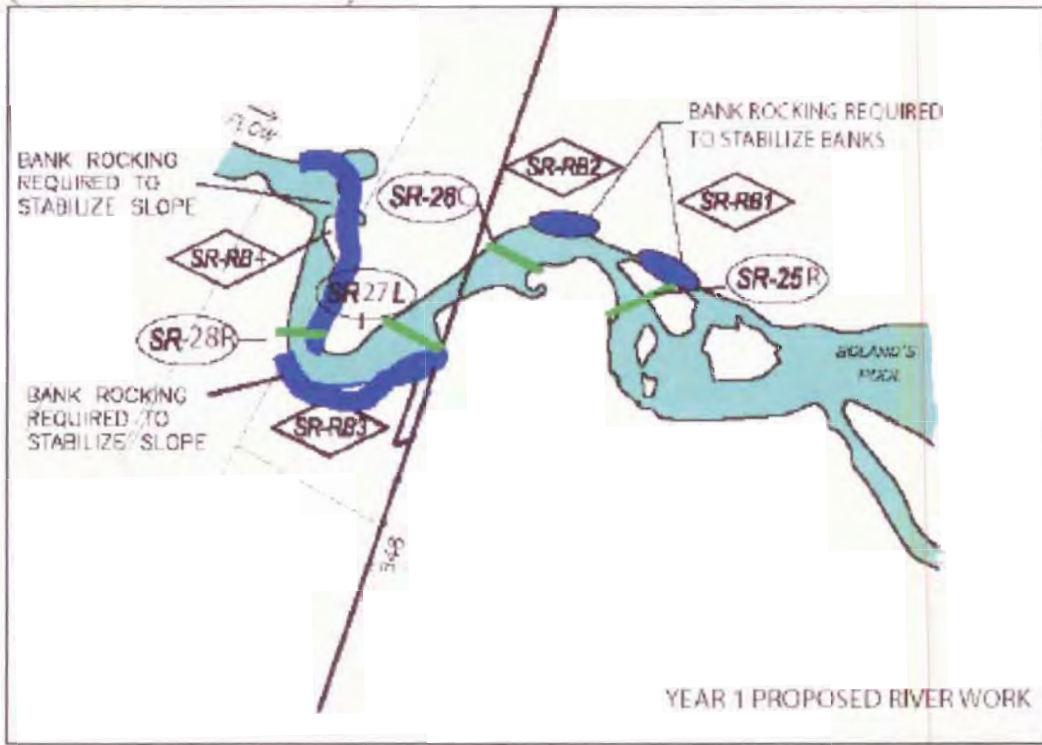 FLOW
BANK ROCKING
REQUIRED TO
STABILIZE SLOPE
BANK ROCKING REQUIRED
TO STABILIZE BANKS
SR-RB2
SR-RB1
SR-26C
SR-RB4
SR-25R
SR27L
SR-28R
BOLAND'S
POOL
BANK ROCKING
REQUIRED TO
STABILIZE SLOPE
SR-RB3
YEAR 1 PROPOSED RIVER WORK